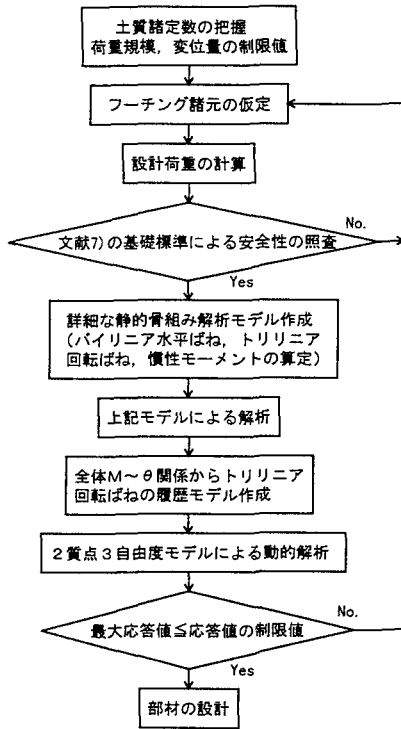 土質諸定数の把握
荷重規模，変位量の制限値
フーチング諸元の仮定
設計荷重の計算
No.
文献7)の基礎標準による安全性の照査
Yes
詳細な静的骨組み解析モデル作成
(バイリニア水平ばね，トリリニア
回転ばね，慣性モーメントの算定)
上記モデルによる解析
全体M～θ関係からトリリニア
回転ばねの履歴モデル作成
2質点3自由度モデルによる動的解析
No.
最大応答値≦応答値の制限値
Yes
部材の設計